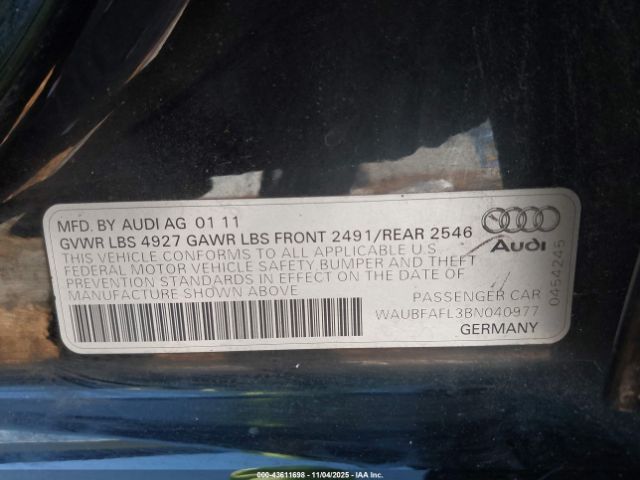 MFD. BY AUDI AG 01 11
GVWR LBS 4927 GAWR LBS FRONT 2491/REAR 2546
THIS VEHICLE CONFORMS TO ALL APPLICABLE U.S.
FEDERAL MOTOR VEHICLE SAFETY BUMPER AND THEFT
PREVENTION STANDARDS IN EFFECT ON THE DATE OF
MANUFACTURE SHOWN ABOVE
Audi
PASSENGER CAR
WAUBFAFL3BN040977
GERMANY
0454245
000-43611698 - 11/04/2025 - IAA Inc.